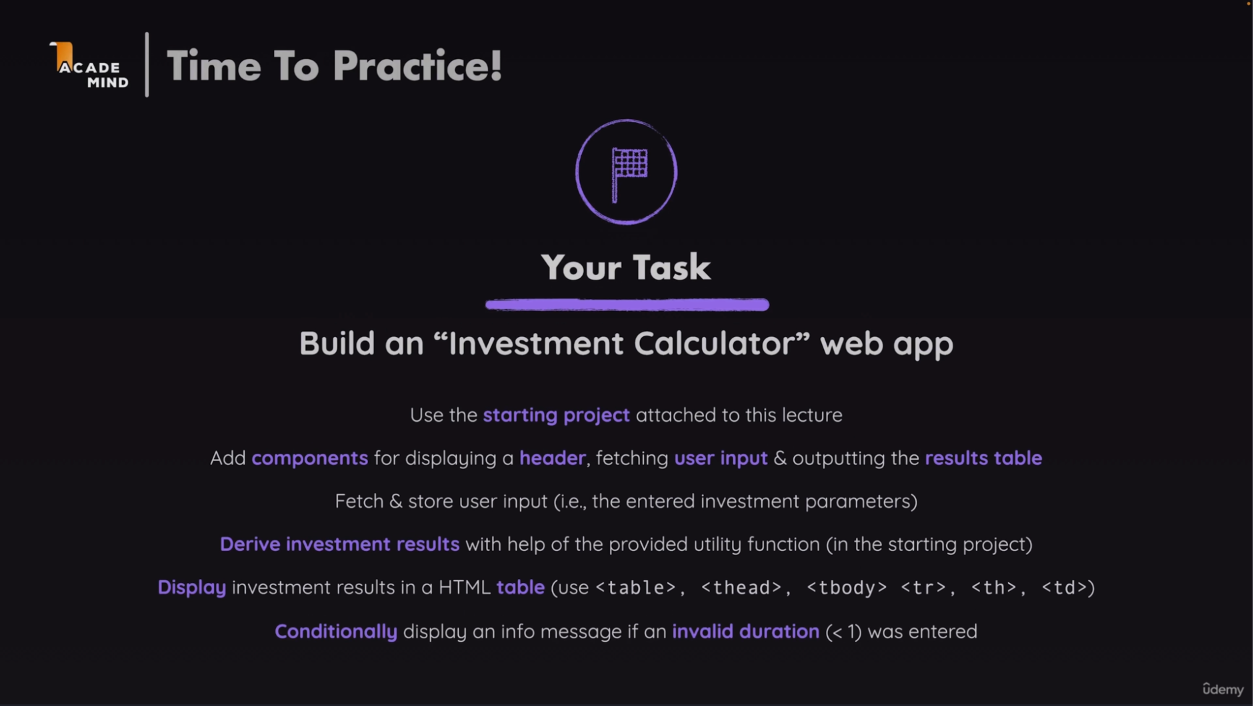 ACADE
MIND
Time To Practice!
Your Task
Build an “Investment Calculator” web app
Use the starting project attached to this lecture
Add components for displaying a header, fetching user input & outputting the results table
Fetch & store user input (i.e., the entered investment parameters)
Derive investment results with help of the provided utility function (in the starting project)
Display investment results in a HTML table (use <table>, <thead>, <tbody> <tr>, <th>, <td>)
Conditionally display an info message if an invalid duration (< 1) was entered
ûdemy